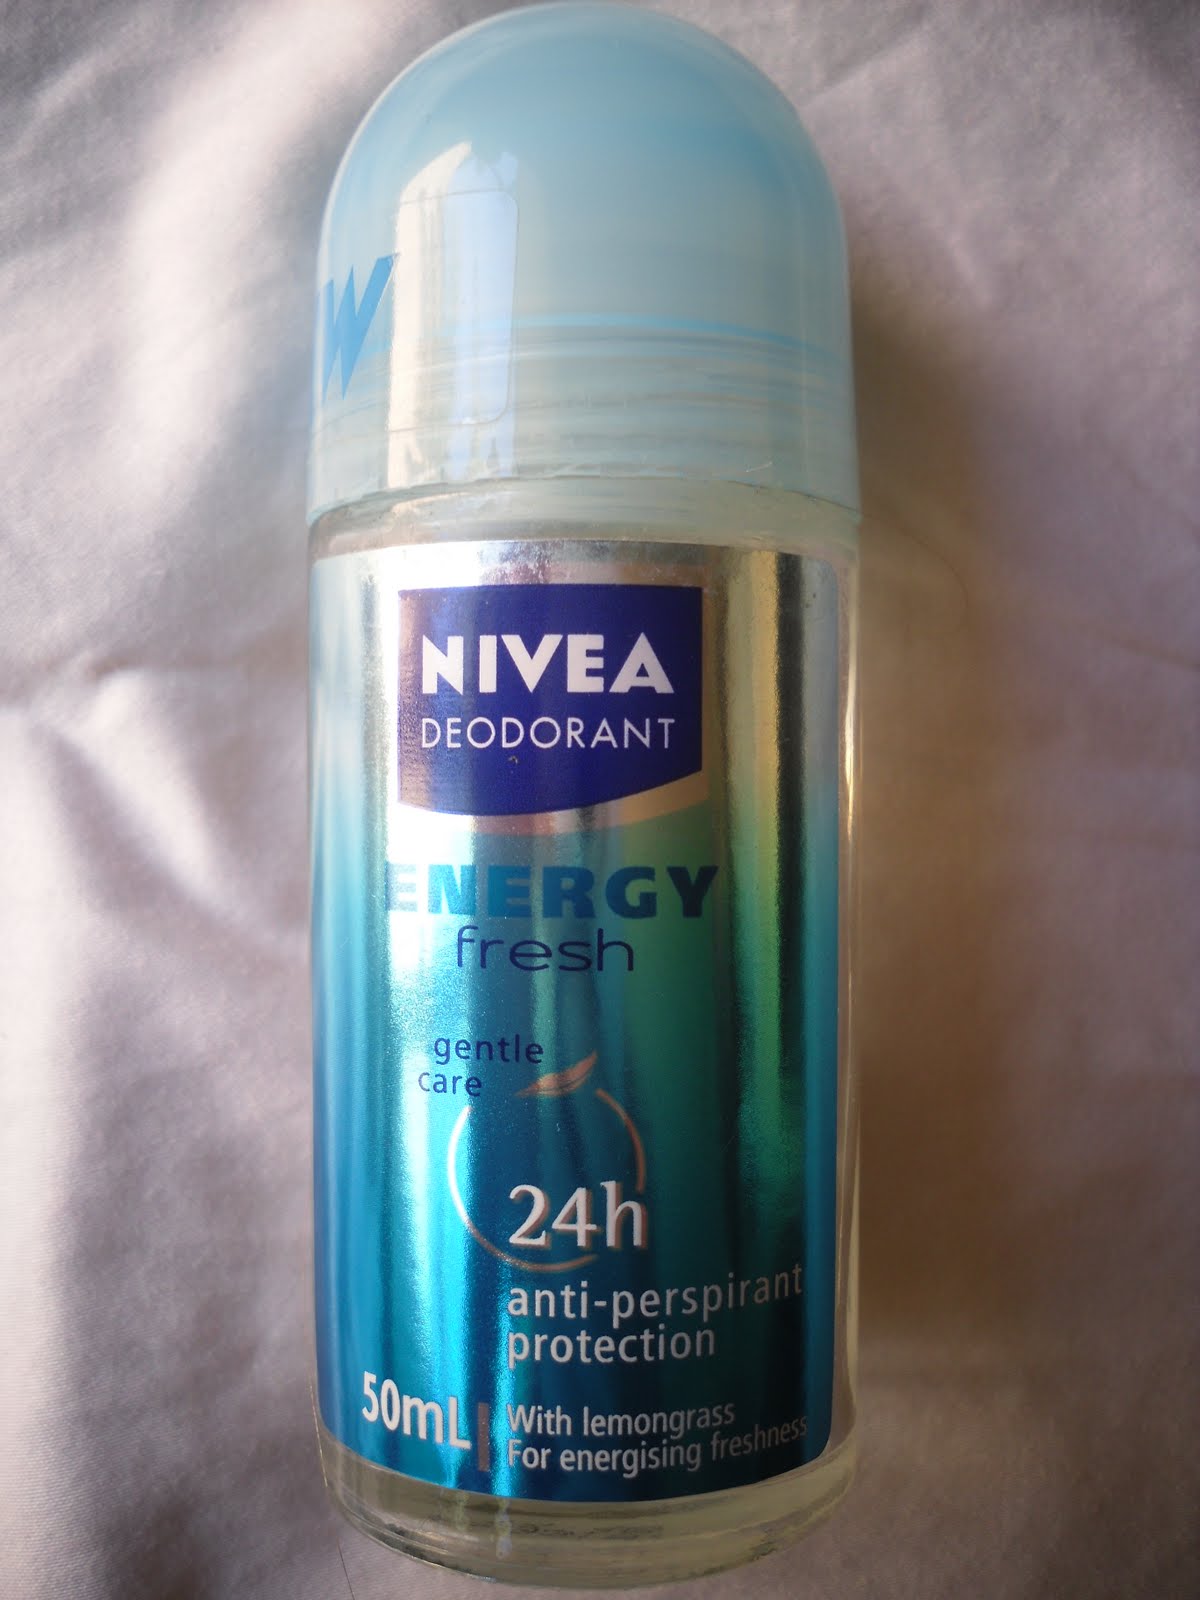 W
NIVEA
DEODORANT
ENERGY
fresh
gentle
care
24h
anti-perspirant
protection
50mL
With lemongrass
For energising freshness